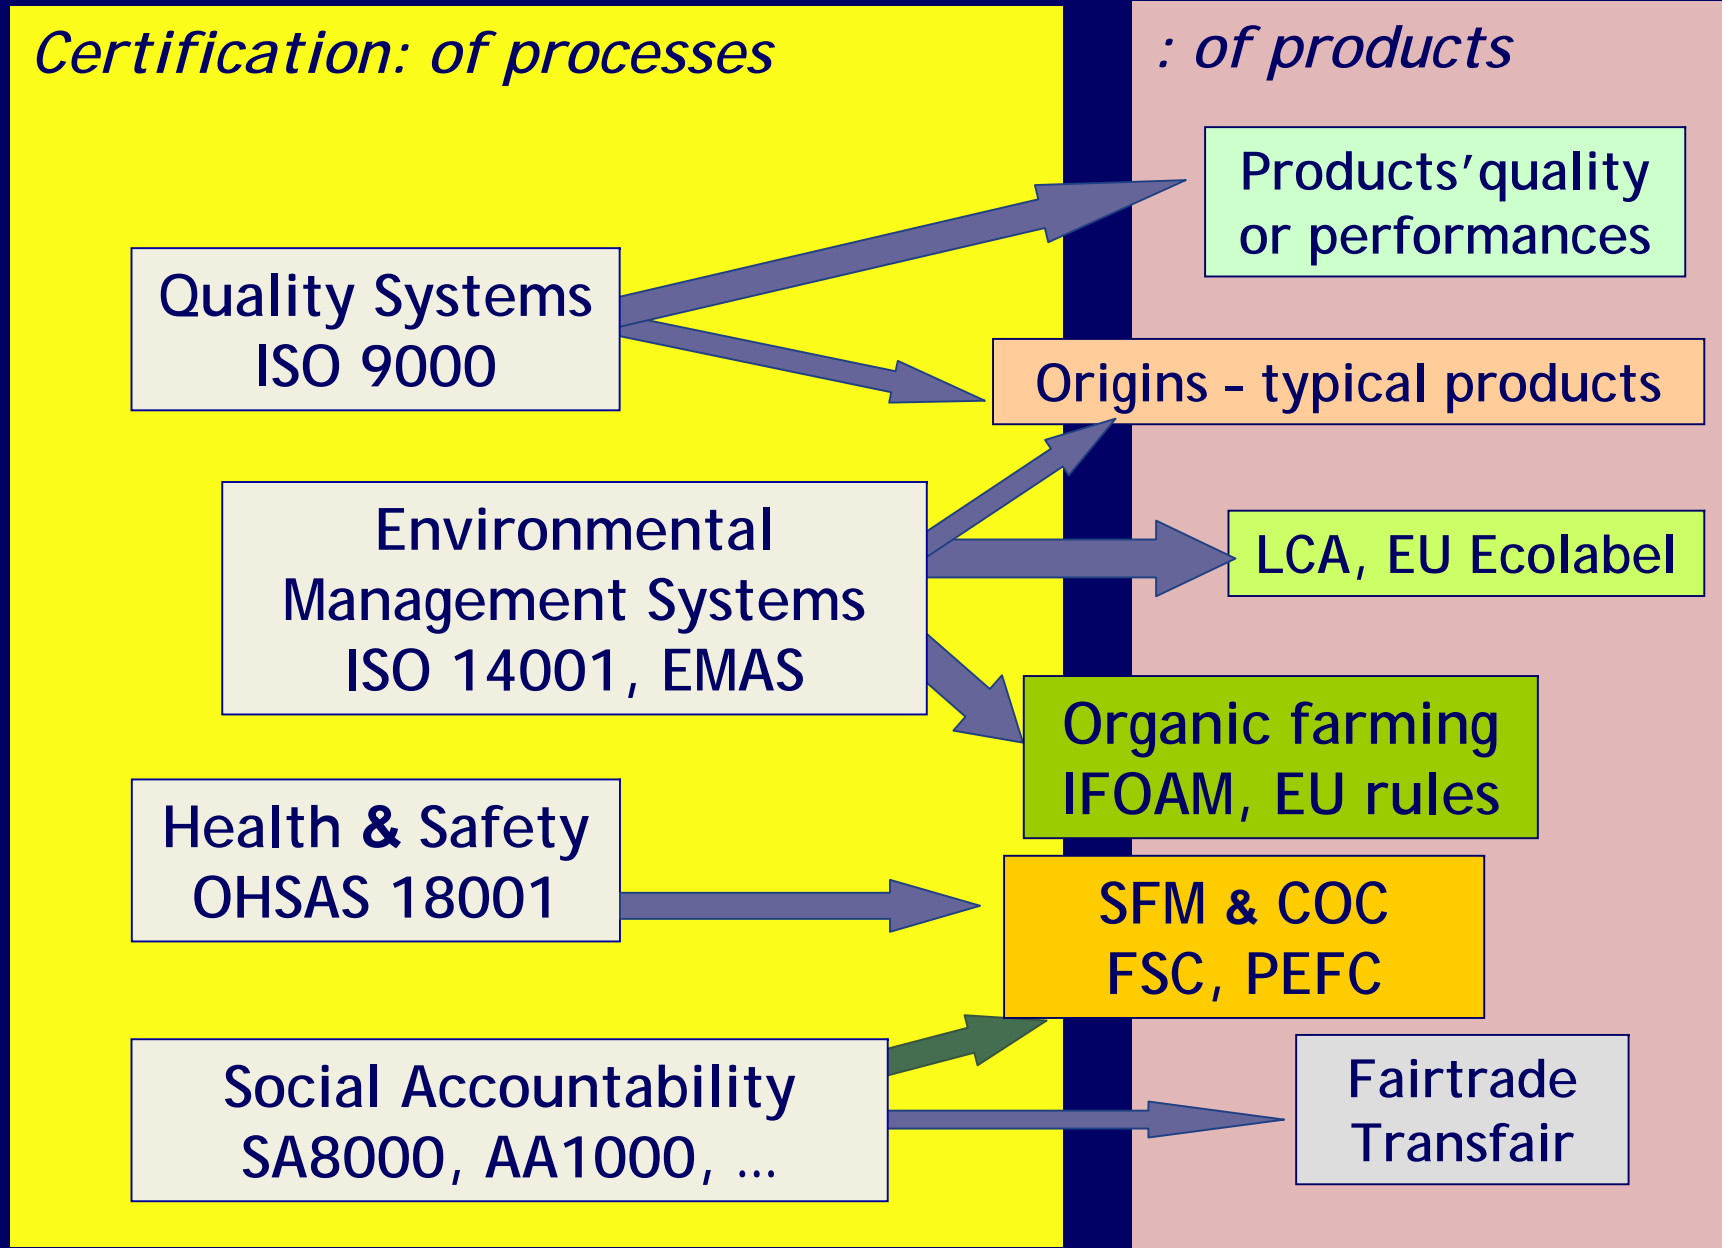 Certification: of processes
: of products
Products’quality
or performances
Quality Systems
ISO 9000
Origins – typical products
Environmental
Management Systems
ISO 14001, EMAS
LCA, EU Ecolabel
Organic farming
IFOAM, EU rules
Health & Safety
OHSAS 18001
SFM & COC
FSC, PEFC
Social Accountability
SA8000, AA1000, …
Fairtrade
Transfair